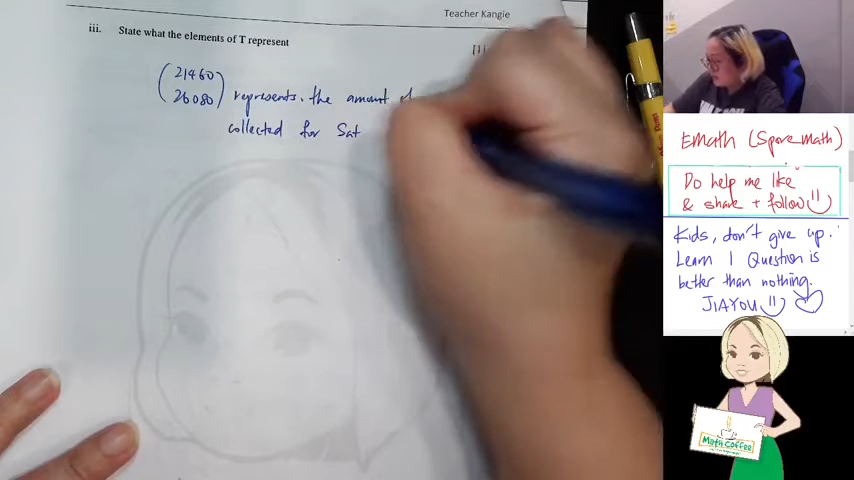 Teacher Kangie
iii. State what the elements of T represent
[1]
21460
26080 represents. the amount of
collected for Sat
Emath (Spore math)
Do help me like
& share + follow
Kids, don't give up.
Learn 1 Question is
better than nothing.
JIAYOU
Math Coffee